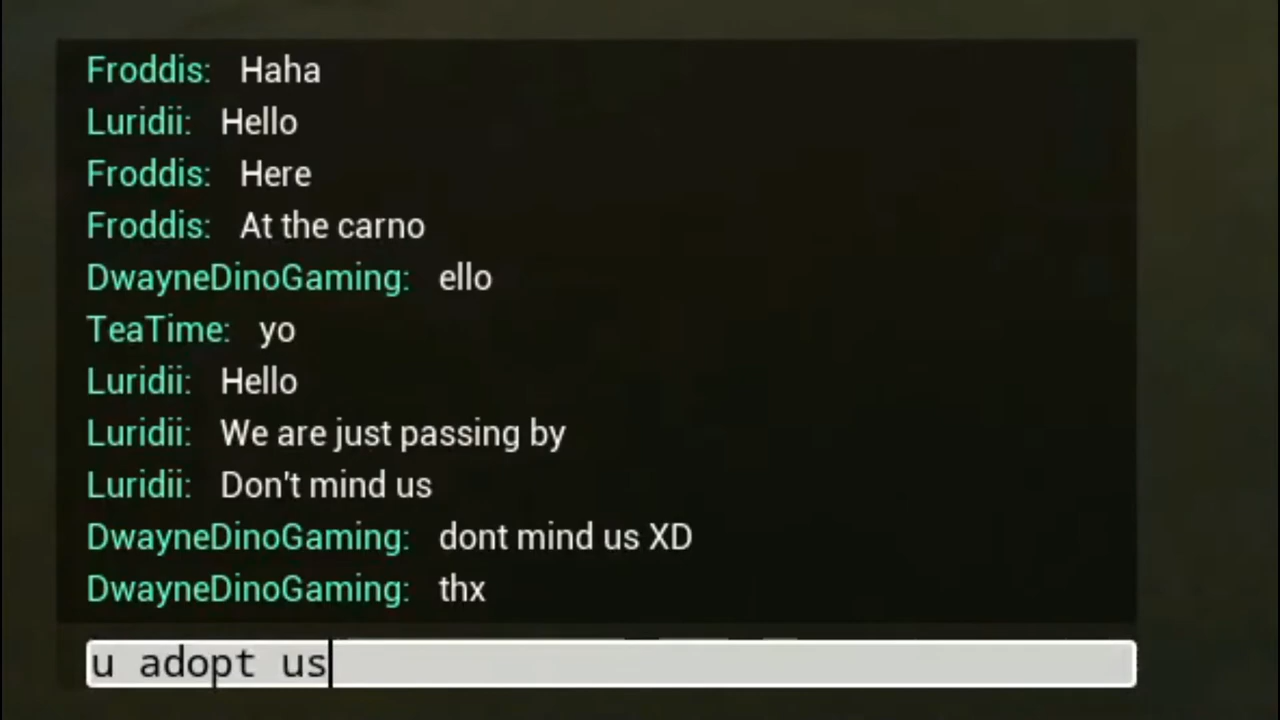 Froddis: Haha
Luridii: Hello
Froddis: Here
Froddis: At the carno
DwayneDinoGaming: ello
TeaTime: yo
Luridii: Hello
Luridii: We are just passing by
Luridii: Don't mind us
DwayneDinoGaming: dont mind us XD
DwayneDinoGaming: thx
u adopt us